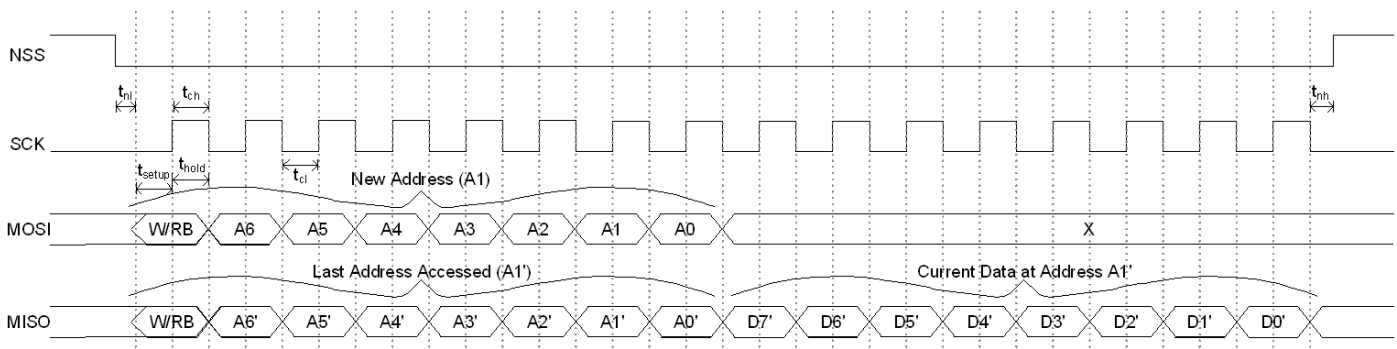 NSS
t_nl t_ch t_nh
SCK
t_setup t_hold t_cl
New Address (A1)
MOSI W/RB A6 A5 A4 A3 A2 A1 A0 X
Last Address Accessed (A1') Current Data at Address A1'
MISO W/RB A6' A5' A4' A3' A2' A1' A0' D7' D6' D5' D4' D3' D2' D1' D0'